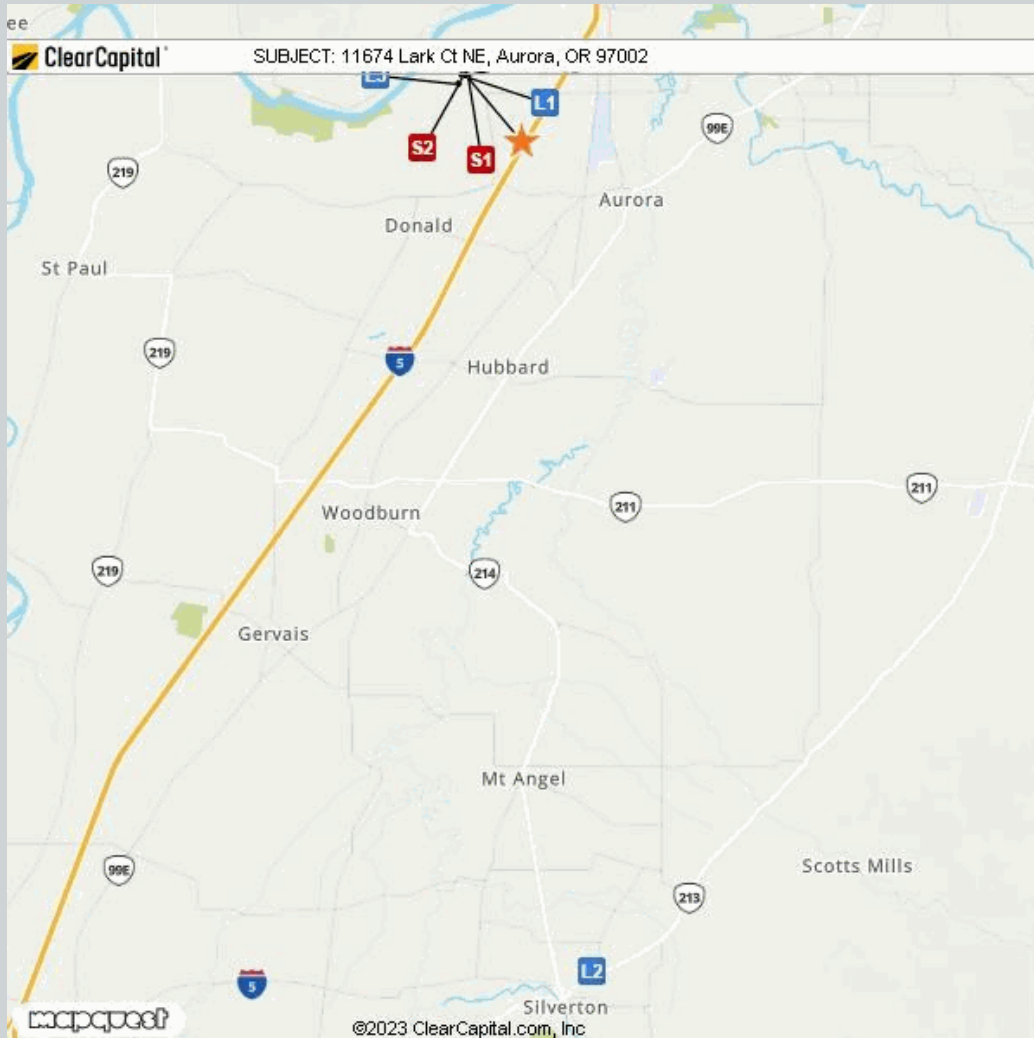 ee
ClearCapital
SUBJECT: 11674 Lark Ct NE, Aurora, OR 97002
L1
99E
S2
S1
219
Aurora
Donald
St Paul
219
5
Hubbard
211
211
Woodburn
219
214
Gervais
Mt Angel
Scotts Mills
99E
213
L2
5
Silverton
mapquest
©2023 ClearCapital.com, Inc